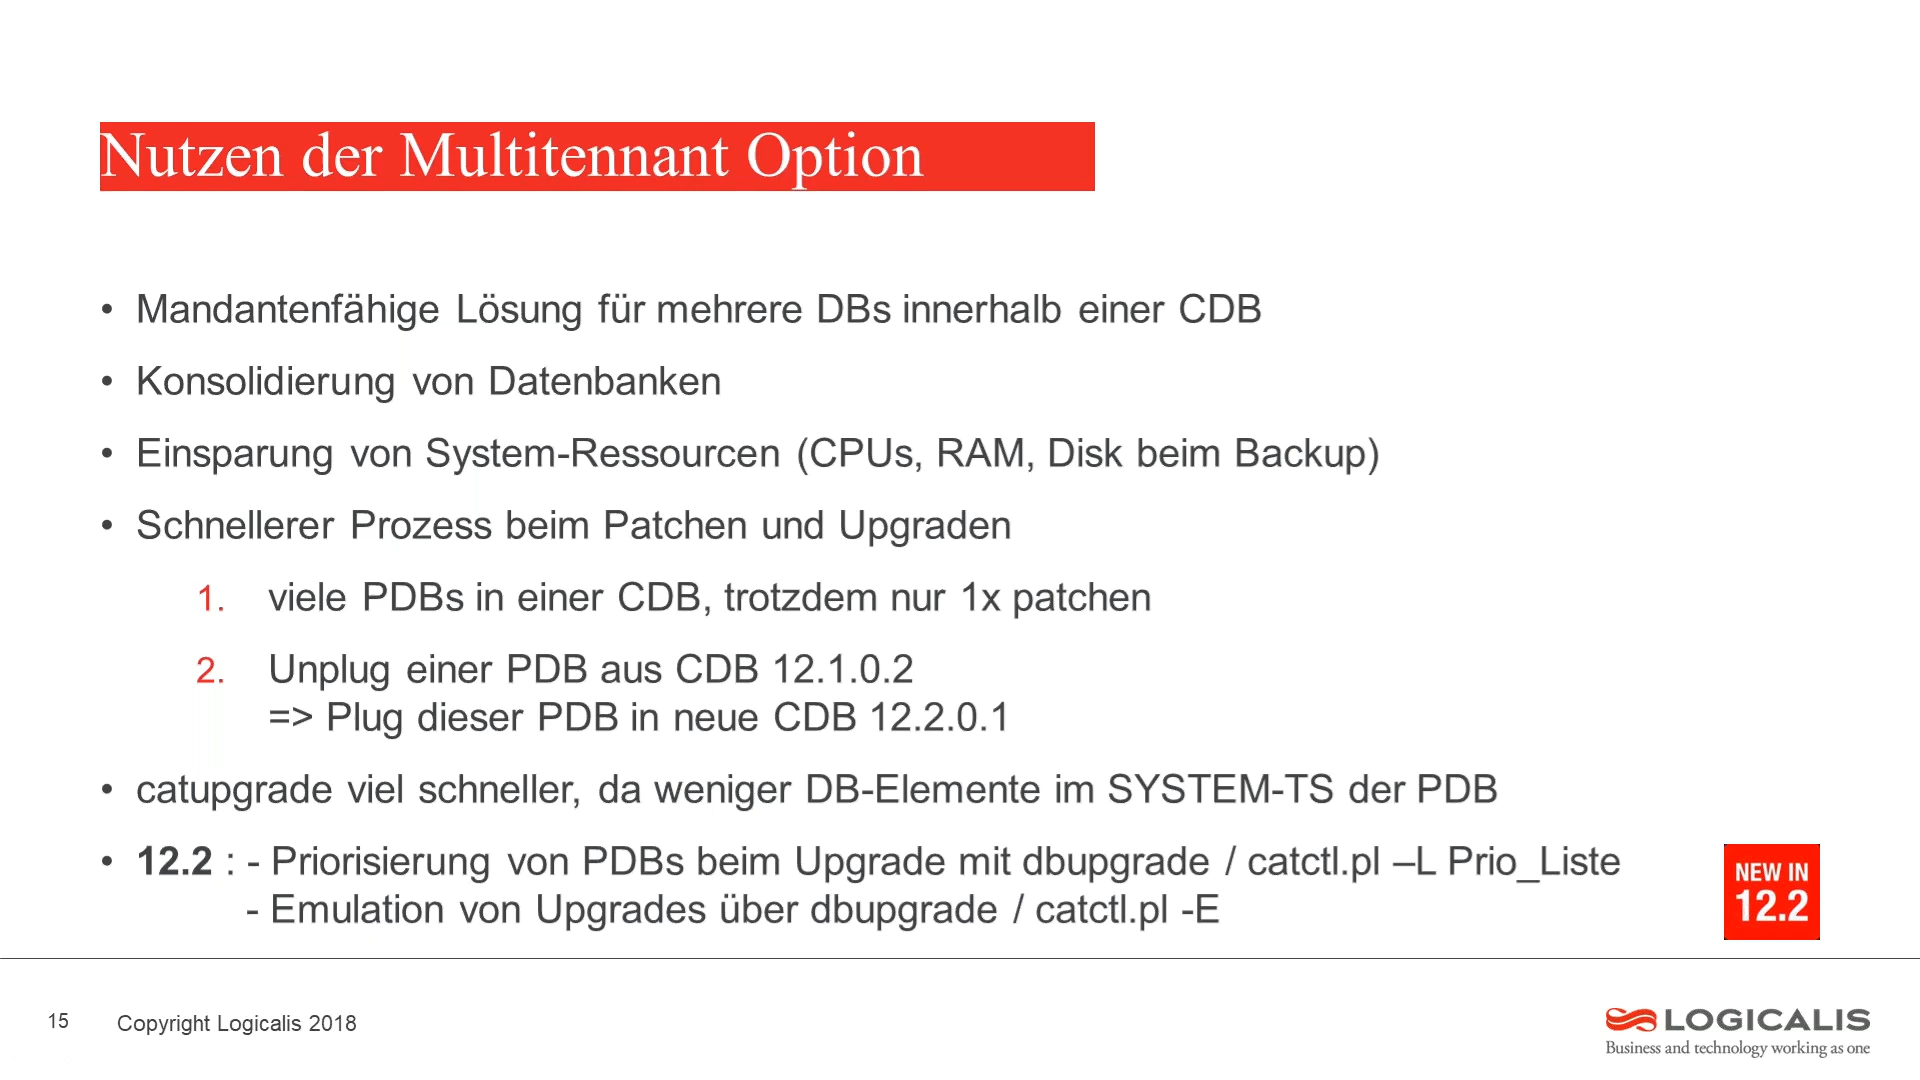 Nutzen der Multitennant Option
• Mandantenfähige Lösung für mehrere DBs innerhalb einer CDB
• Konsolidierung von Datenbanken
• Einsparung von System-Ressourcen (CPUs, RAM, Disk beim Backup)
• Schnellerer Prozess beim Patchen und Upgraden
1. viele PDBs in einer CDB, trotzdem nur 1x patchen
2. Unplug einer PDB aus CDB 12.1.0.2
=> Plug dieser PDB in neue CDB 12.2.0.1
• catupgrade viel schneller, da weniger DB-Elemente im SYSTEM-TS der PDB
• 12.2 : - Priorisierung von PDBs beim Upgrade mit dbupgrade / catctl.pl –L Prio_Liste
- Emulation von Upgrades über dbupgrade / catctl.pl -E
NEW IN
12.2
15 Copyright Logicalis 2018
LOGICALIS
Business and technology working as one